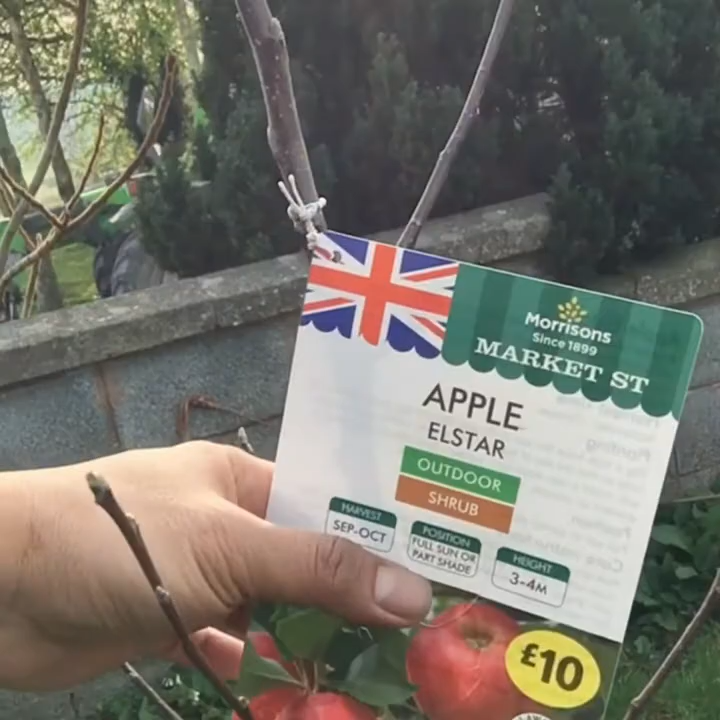 Morrisons
Since 1899
MARKET ST
APPLE
ELSTAR
OUTDOOR
SHRUB
HARVEST
SEP-OCT
POSITION
FULL SUN OR
PART SHADE
HEIGHT
3-4M
£10